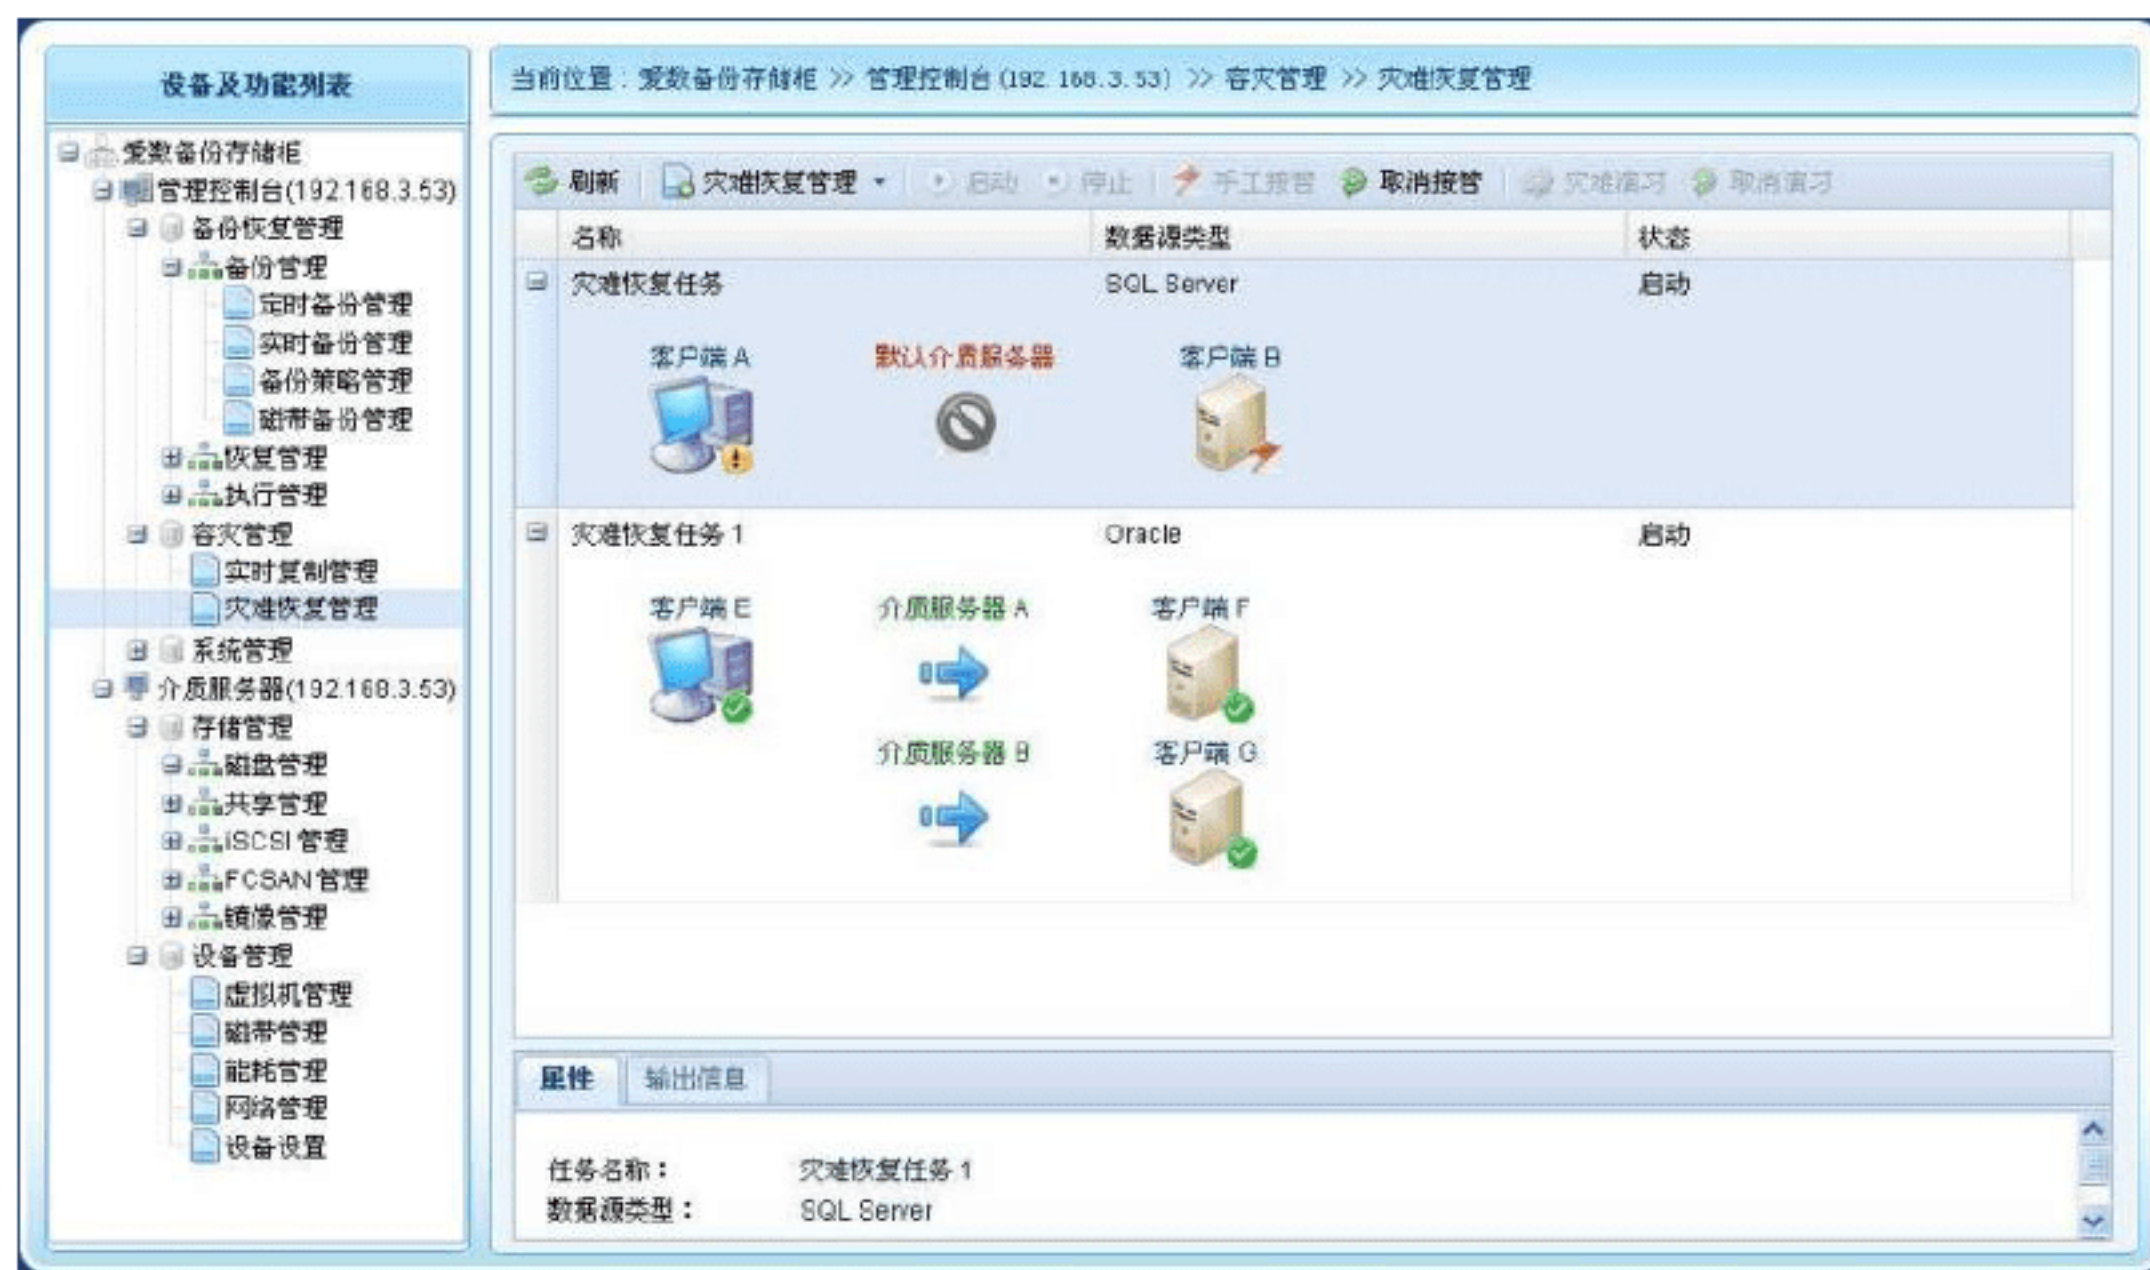 设备及功能列表
爱数备份存储柜
管理控制台(192.168.3.53)
备份恢复管理
备份管理
定时备份管理
实时备份管理
备份策略管理
磁带备份管理
恢复管理
执行管理
容灾管理
实时复制管理
灾难恢复管理
系统管理
介质服务器(192.168.3.53)
存储管理
磁盘管理
共享管理
iSCSI 管理
FCSAN 管理
镜像管理
设备管理
虚拟机管理
磁带管理
能耗管理
网络管理
设备设置
当前位置：爱数备份存储柜 >> 管理控制台 (192.168.3.53) >> 容灾管理 >> 灾难恢复管理
刷新 灾难恢复管理 启动 停止 手工接管 取消接管 灾难演习 取消演习
名称 数据源类型 状态
灾难恢复任务 SQL Server 启动
客户端 A 默认介质服务器 客户端 B
灾难恢复任务 1 Oracle 启动
客户端 E 介质服务器 A 客户端 F
介质服务器 B 客户端 G
属性 输出信息
任务名称： 灾难恢复任务 1
数据源类型： SQL Server